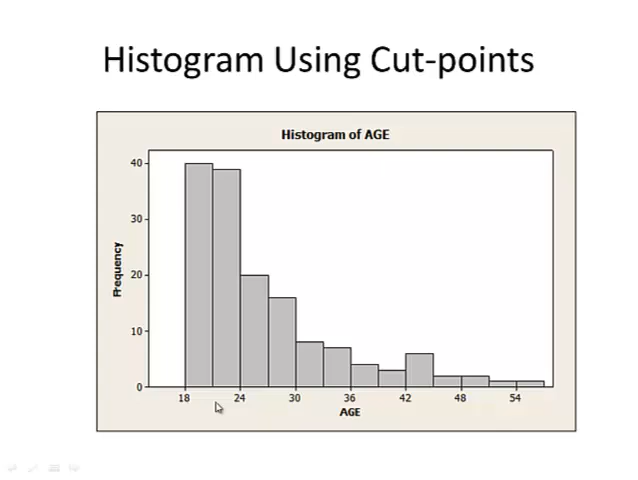 Histogram Using Cut-points
Histogram of AGE
40
30
20
10
0
Frequency
18 24 30 36 42 48 54
AGE